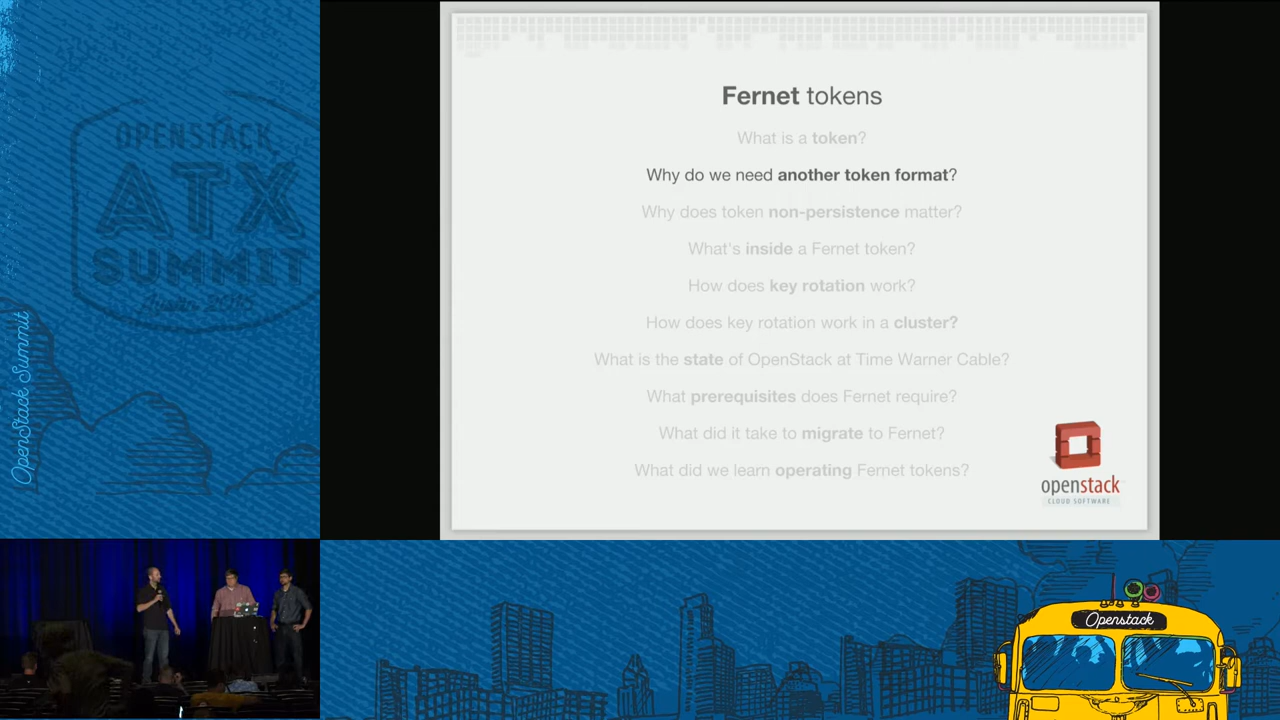 OPENSTACK
ATX
SUMMIT
Austin 2016
OpenStack Summit
Fernet tokens
What is a token?
Why do we need another token format?
Why does token non-persistence matter?
What's inside a Fernet token?
How does key rotation work?
How does key rotation work in a cluster?
What is the state of OpenStack at Time Warner Cable?
What prerequisites does Fernet require?
What did it take to migrate to Fernet?
What did we learn operating Fernet tokens?
openstack
CLOUD SOFTWARE
Openstack